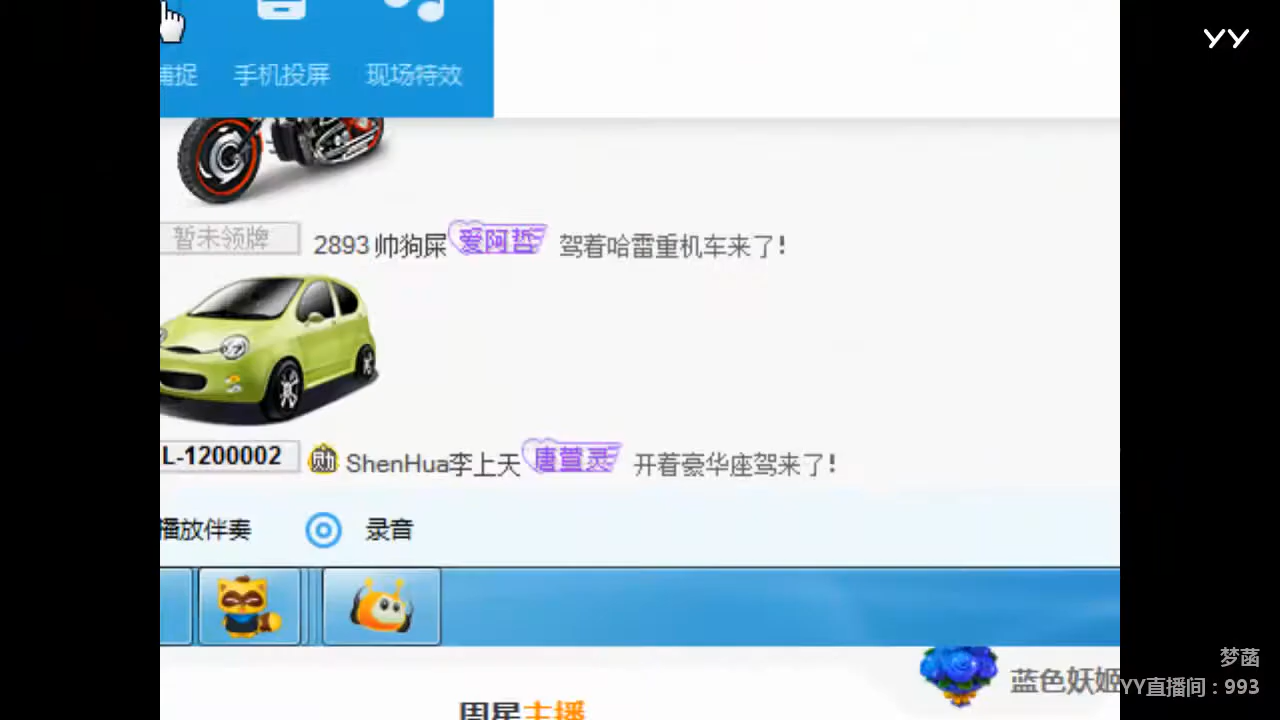 YY
捕捉 手机投屏 现场特效
暂未领牌 2893 帅狗屎 爱阿哲 驾着哈雷重机车来了!
L-1200002 勋 ShenHua李上天 唐萱灵 开着豪华座驾来了!
播放伴奏 录音
蓝色妖姬
周星主播
梦菡
YY直播间：993